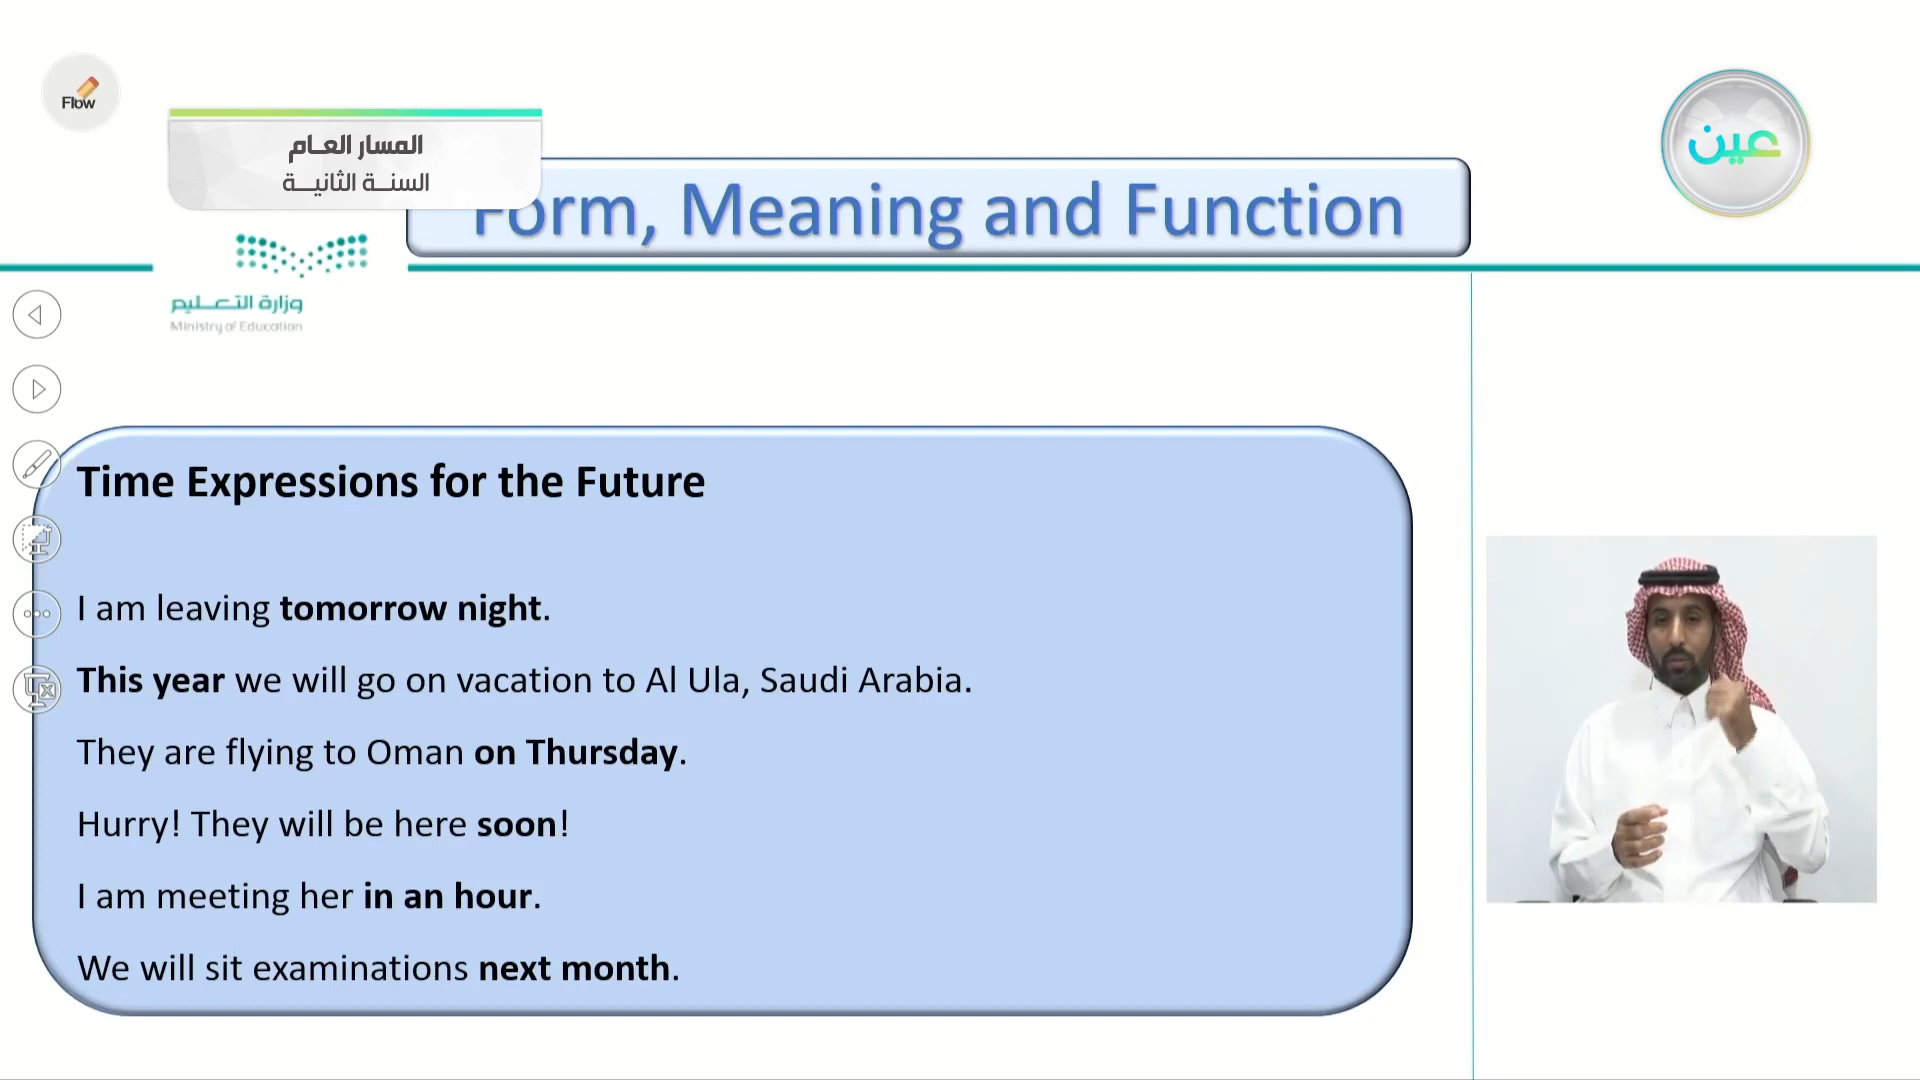 Flow
المسار العام
السنة الثانية
عين
Form, Meaning and Function
وزارة التعليم
Ministry of Education
Time Expressions for the Future
I am leaving tomorrow night.
This year we will go on vacation to Al Ula, Saudi Arabia.
They are flying to Oman on Thursday.
Hurry! They will be here soon!
I am meeting her in an hour.
We will sit examinations next month.